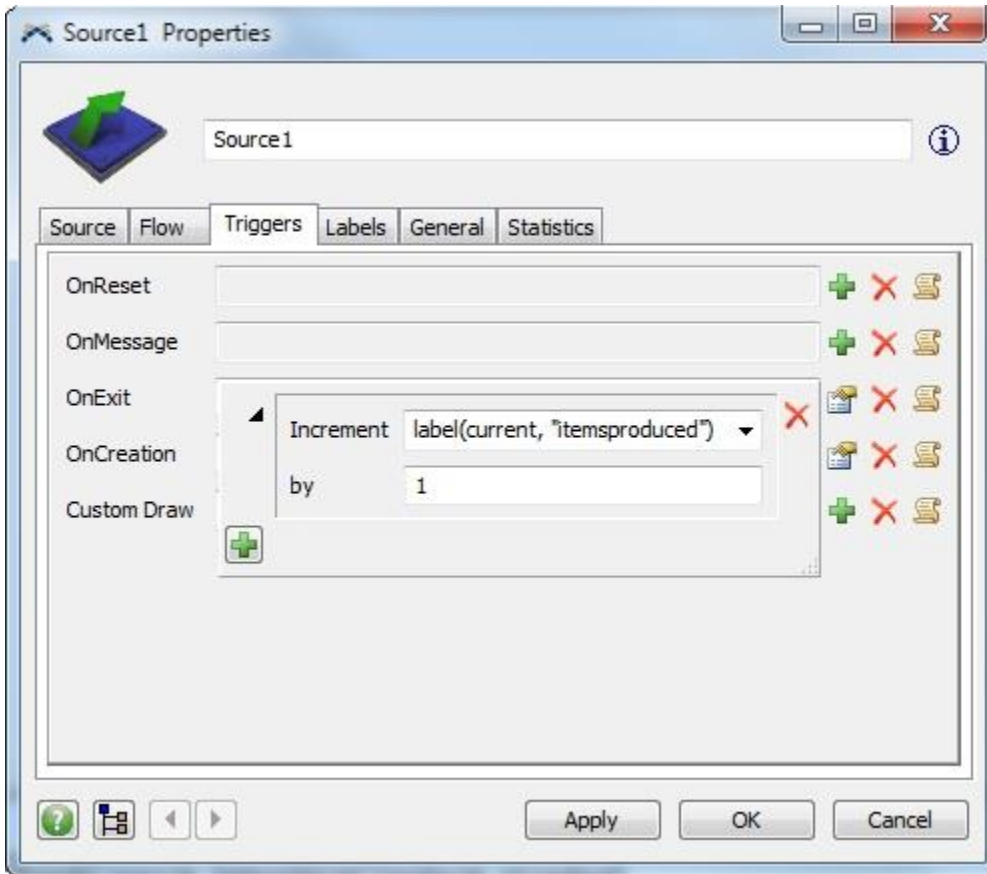 Source1 Properties
Source1
Source Flow Triggers Labels General Statistics
OnReset
OnMessage
OnExit
Increment label(current, "itemsproduced")
OnCreation
by 1
Custom Draw
Apply OK Cancel